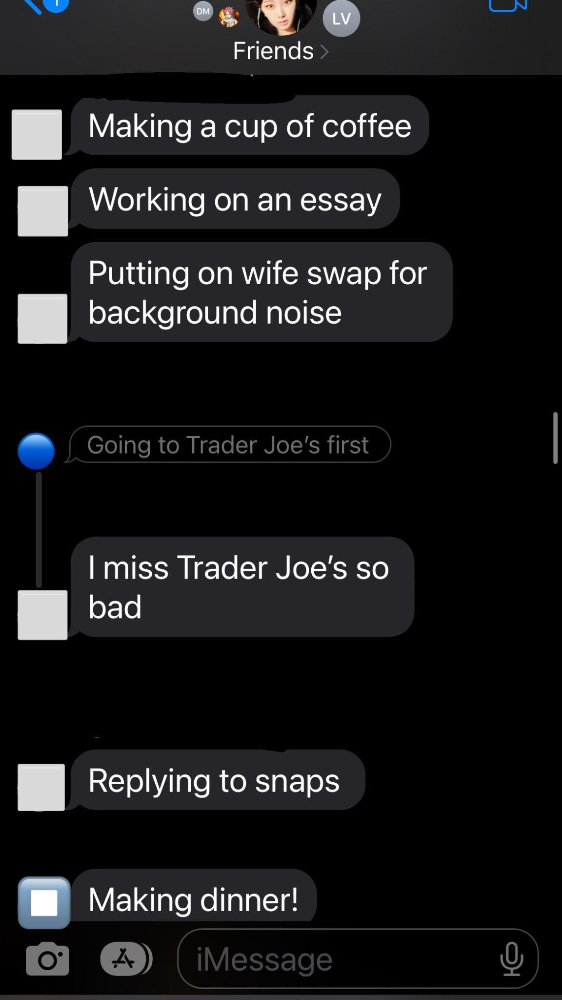 DM
LV
Friends
Making a cup of coffee
Working on an essay
Putting on wife swap for
background noise
Going to Trader Joe's first
I miss Trader Joe's so
bad
Replying to snaps
Making dinner!
iMessage